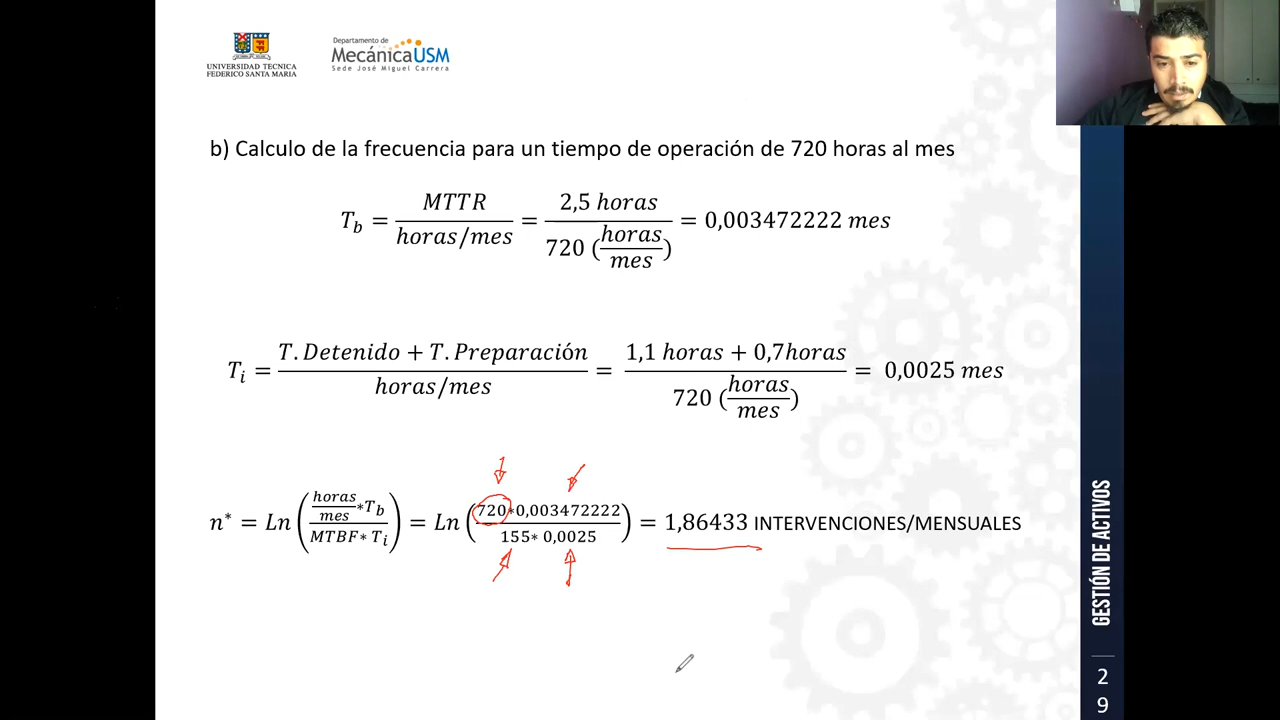 UNIVERSIDAD TECNICA
FEDERICO SANTA MARIA
Departamento de
MecánicaUSM
Sede José Miguel Carrera
b) Calculo de la frecuencia para un tiempo de operación de 720 horas al mes
T_b = MTTR / (horas/mes) = 2,5 horas / 720 (horas/mes) = 0,003472222 mes
T_i = (T. Detenido + T. Preparación) / (horas/mes) = (1,1 horas + 0,7horas) / 720 (horas/mes) = 0,0025 mes
n* = Ln((horas/mes * T_b) / (MTBF * T_i)) = Ln((720*0,003472222) / (155* 0,0025)) = 1,86433 INTERVENCIONES/MENSUALES
GESTIÓN DE ACTIVOS
2
9